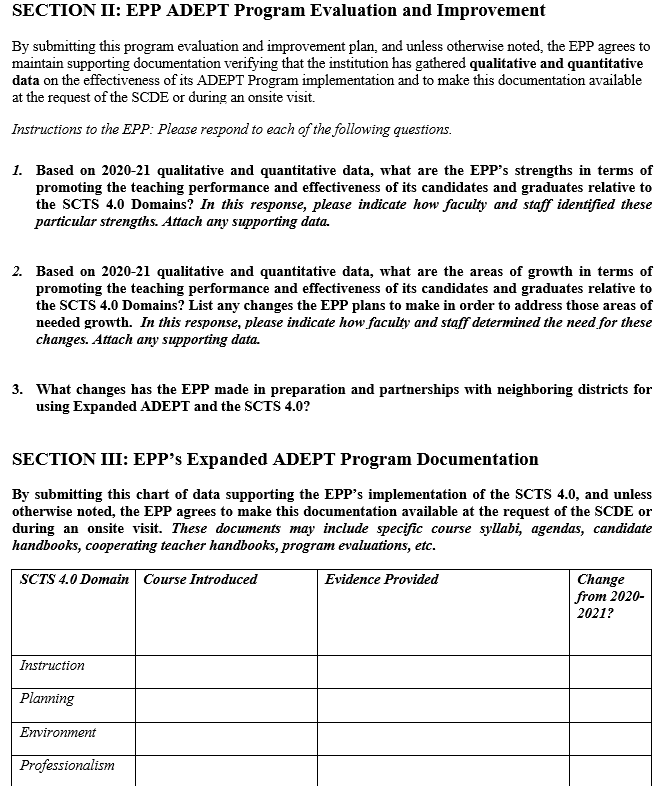 SECTION II: EPP ADEPT Program Evaluation and Improvement
By submitting this program evaluation and improvement plan, and unless otherwise noted, the EPP agrees to
maintain supporting documentation verifying that the institution has gathered qualitative and quantitative
data on the effectiveness of its ADEPT Program implementation and to make this documentation available
at the request of the SCDE or during an onsite visit.
Instructions to the EPP: Please respond to each of the following questions.
1. Based on 2020-21 qualitative and quantitative data, what are the EPP's strengths in terms of
promoting the teaching performance and effectiveness of its candidates and graduates relative to
the SCTS 4.0 Domains? In this response, please indicate how faculty and staff identified these
particular strengths. Attach any supporting data.
2. Based on 2020-21 qualitative and quantitative data, what are the areas of growth in terms of
promoting the teaching performance and effectiveness of its candidates and graduates relative to
the SCTS 4.0 Domains? List any changes the EPP plans to make in order to address those areas of
needed growth. In this response, please indicate how faculty and staff determined the need for these
changes. Attach any supporting data.
3. What changes has the EPP made in preparation and partnerships with neighboring districts for
using Expanded ADEPT and the SCTS 4.0?
SECTION III: EPP's Expanded ADEPT Program Documentation
By submitting this chart of data supporting the EPP's implementation of the SCTS 4.0, and unless
otherwise noted, the EPP agrees to make this documentation available at the request of the SCDE or
during an onsite visit. These documents may include specific course syllabi, agendas, candidate
handbooks, cooperating teacher handbooks, program evaluations, etc.
SCTS 4.0 Domain Course Introduced Evidence Provided Change
from 2020-
2021?
Instruction
Planning
Environment
Professionalism